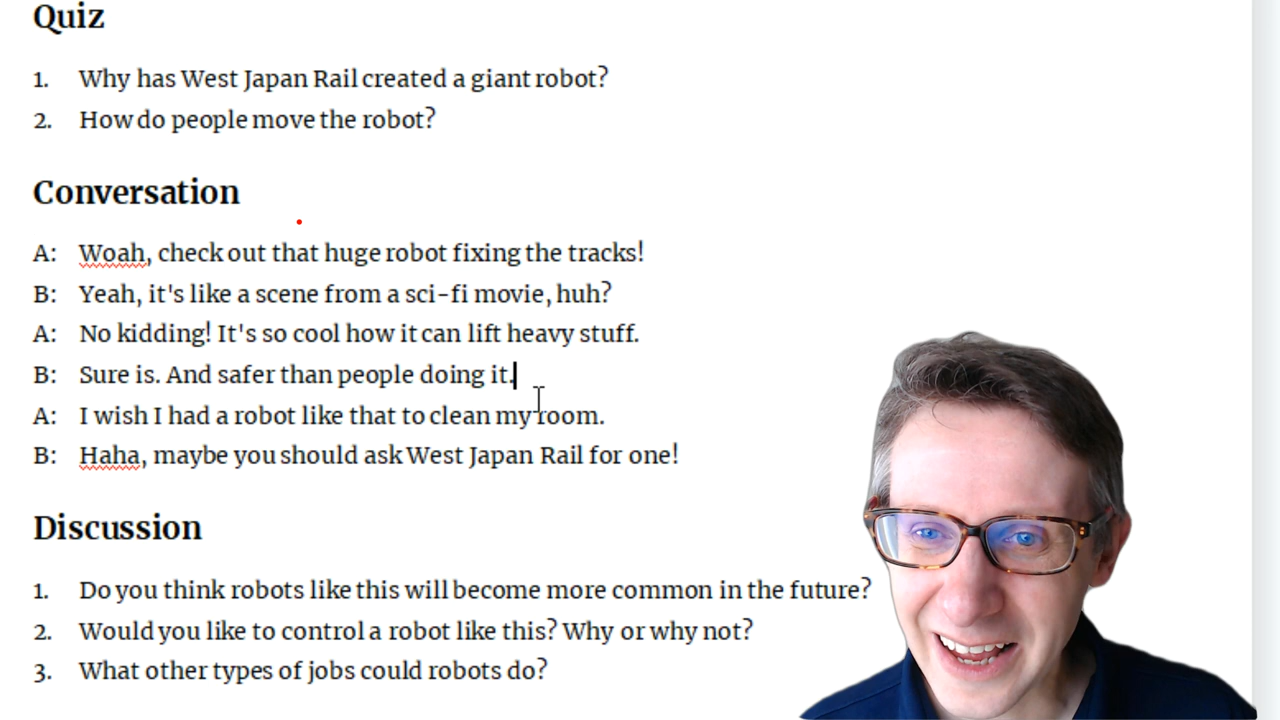 Quiz
1. Why has West Japan Rail created a giant robot?
2. How do people move the robot?
Conversation
A: Woah, check out that huge robot fixing the tracks!
B: Yeah, it's like a scene from a sci-fi movie, huh?
A: No kidding! It's so cool how it can lift heavy stuff.
B: Sure is. And safer than people doing it.
A: I wish I had a robot like that to clean my room.
B: Haha, maybe you should ask West Japan Rail for one!
Discussion
1. Do you think robots like this will become more common in the future?
2. Would you like to control a robot like this? Why or why not?
3. What other types of jobs could robots do?